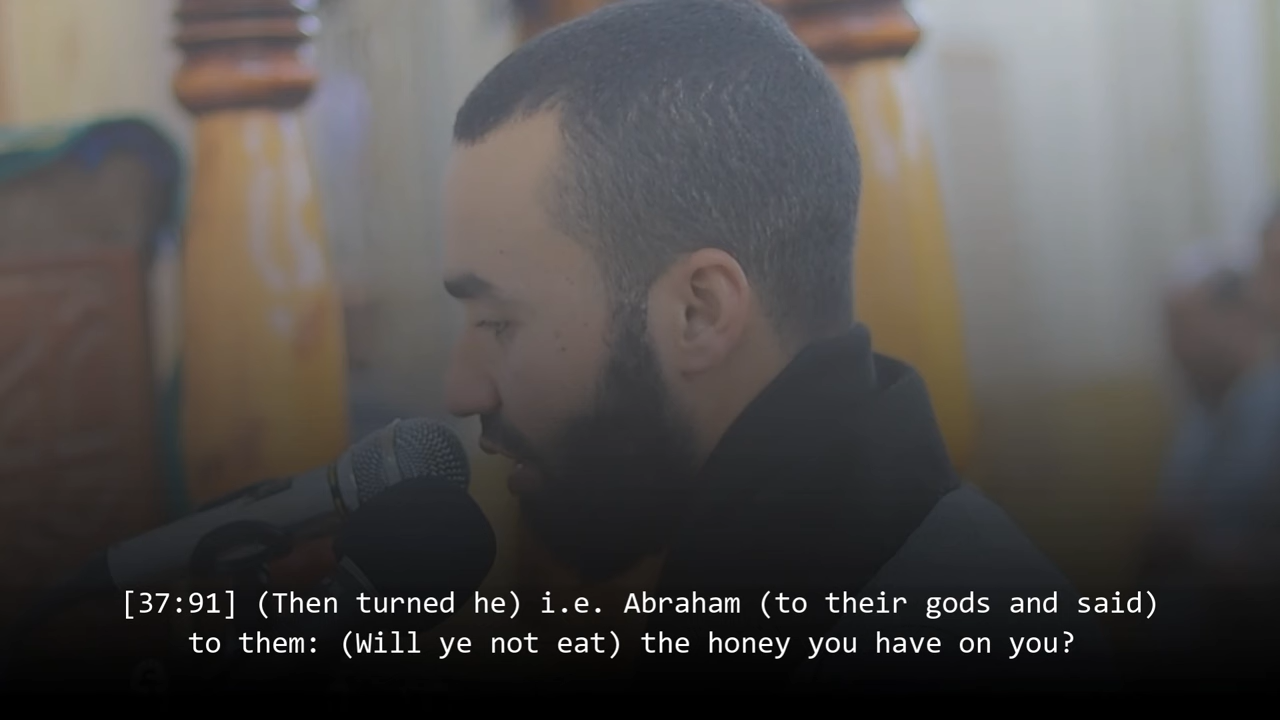 [37:91] (Then turned he) i.e. Abraham (to their gods and said)
to them: (Will ye not eat) the honey you have on you?